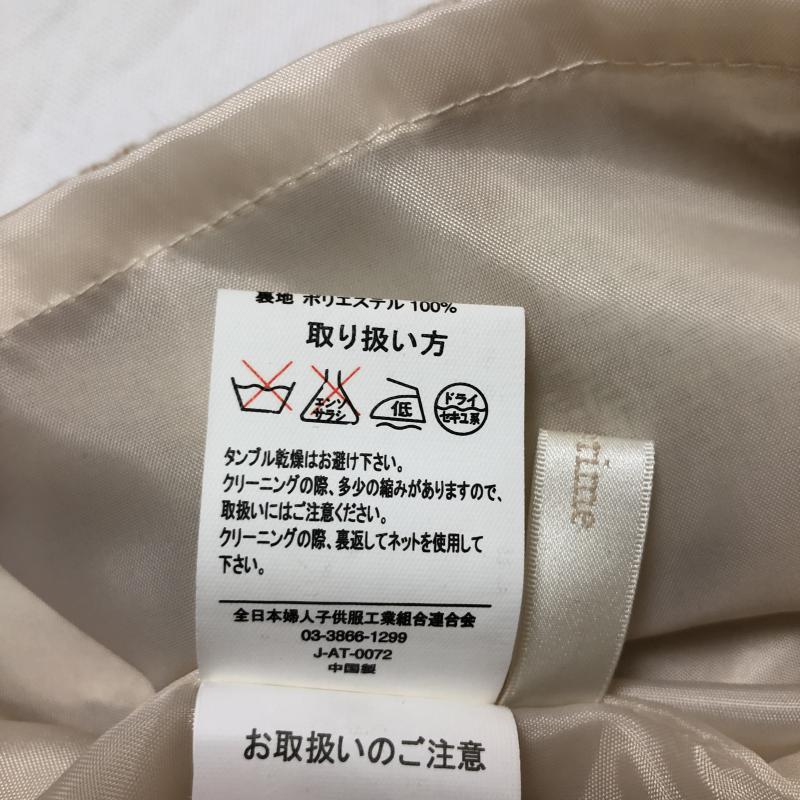 裏地 ポリエステル 100%
取り扱い方
エンソ
サラシ
低
ドライ
セキユ系
タンブル乾燥はお避け下さい。
クリーニングの際、多少の縮みがありますので、
取扱いにはご注意ください。
クリーニングの際、裏返してネットを使用して
下さい。
全日本婦人子供服工業組合連合会
03-3866-1299
J-AT-0072
中国製
お取扱いのご注意